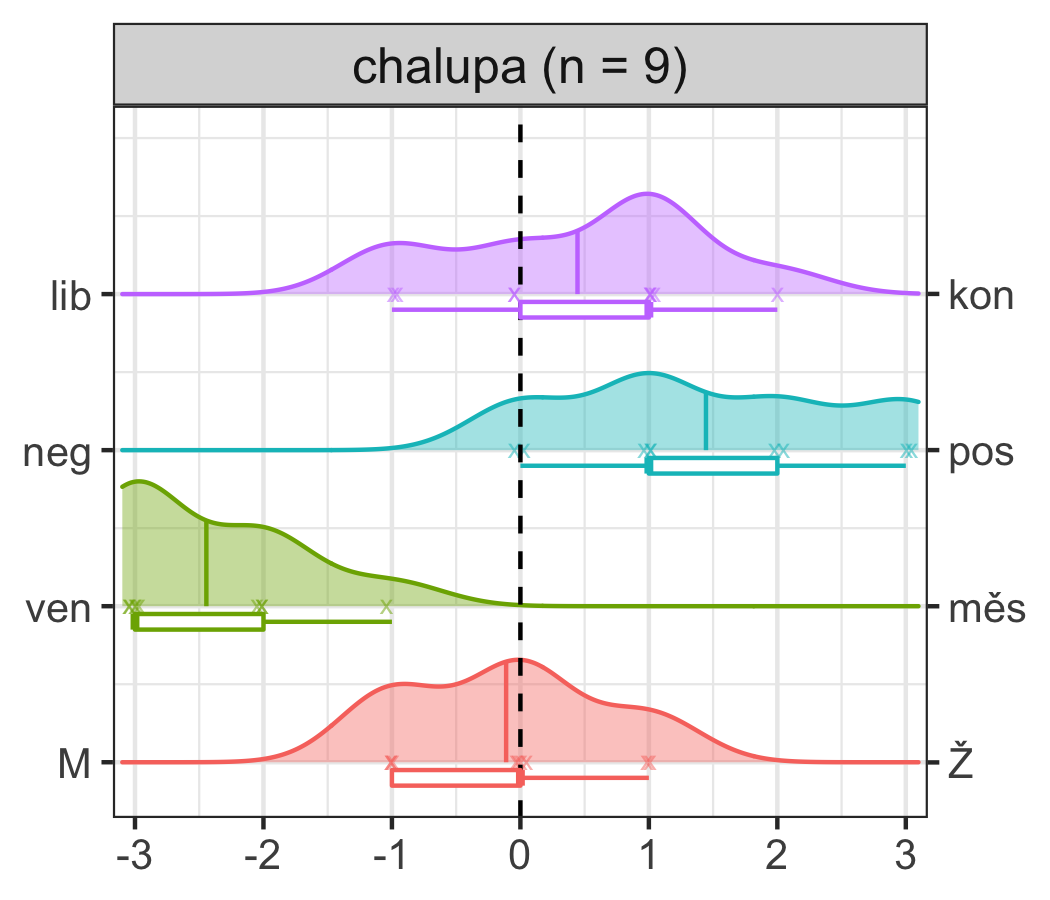 chalupa (n = 9)
lib kon
neg pos
ven měs
M Ž
-3 -2 -1 0 1 2 3